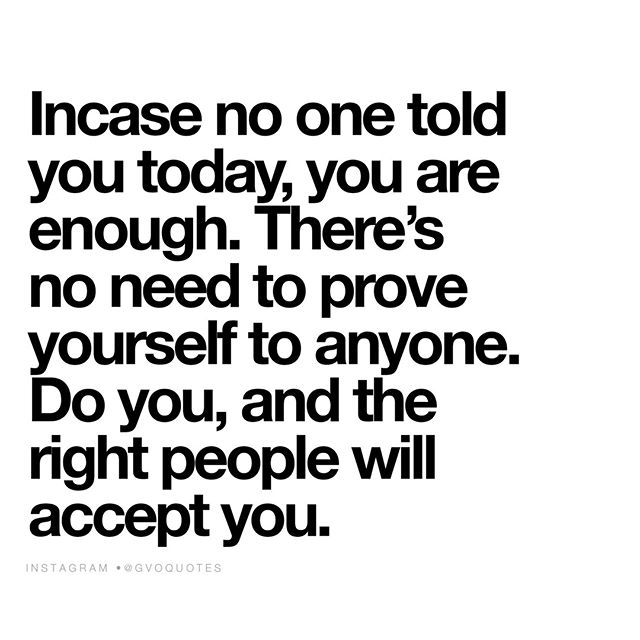 Incase no one told
you today, you are
enough. There’s
no need to prove
yourself to anyone.
Do you, and the
right people will
accept you.
INSTAGRAM •@GVOQUOTES